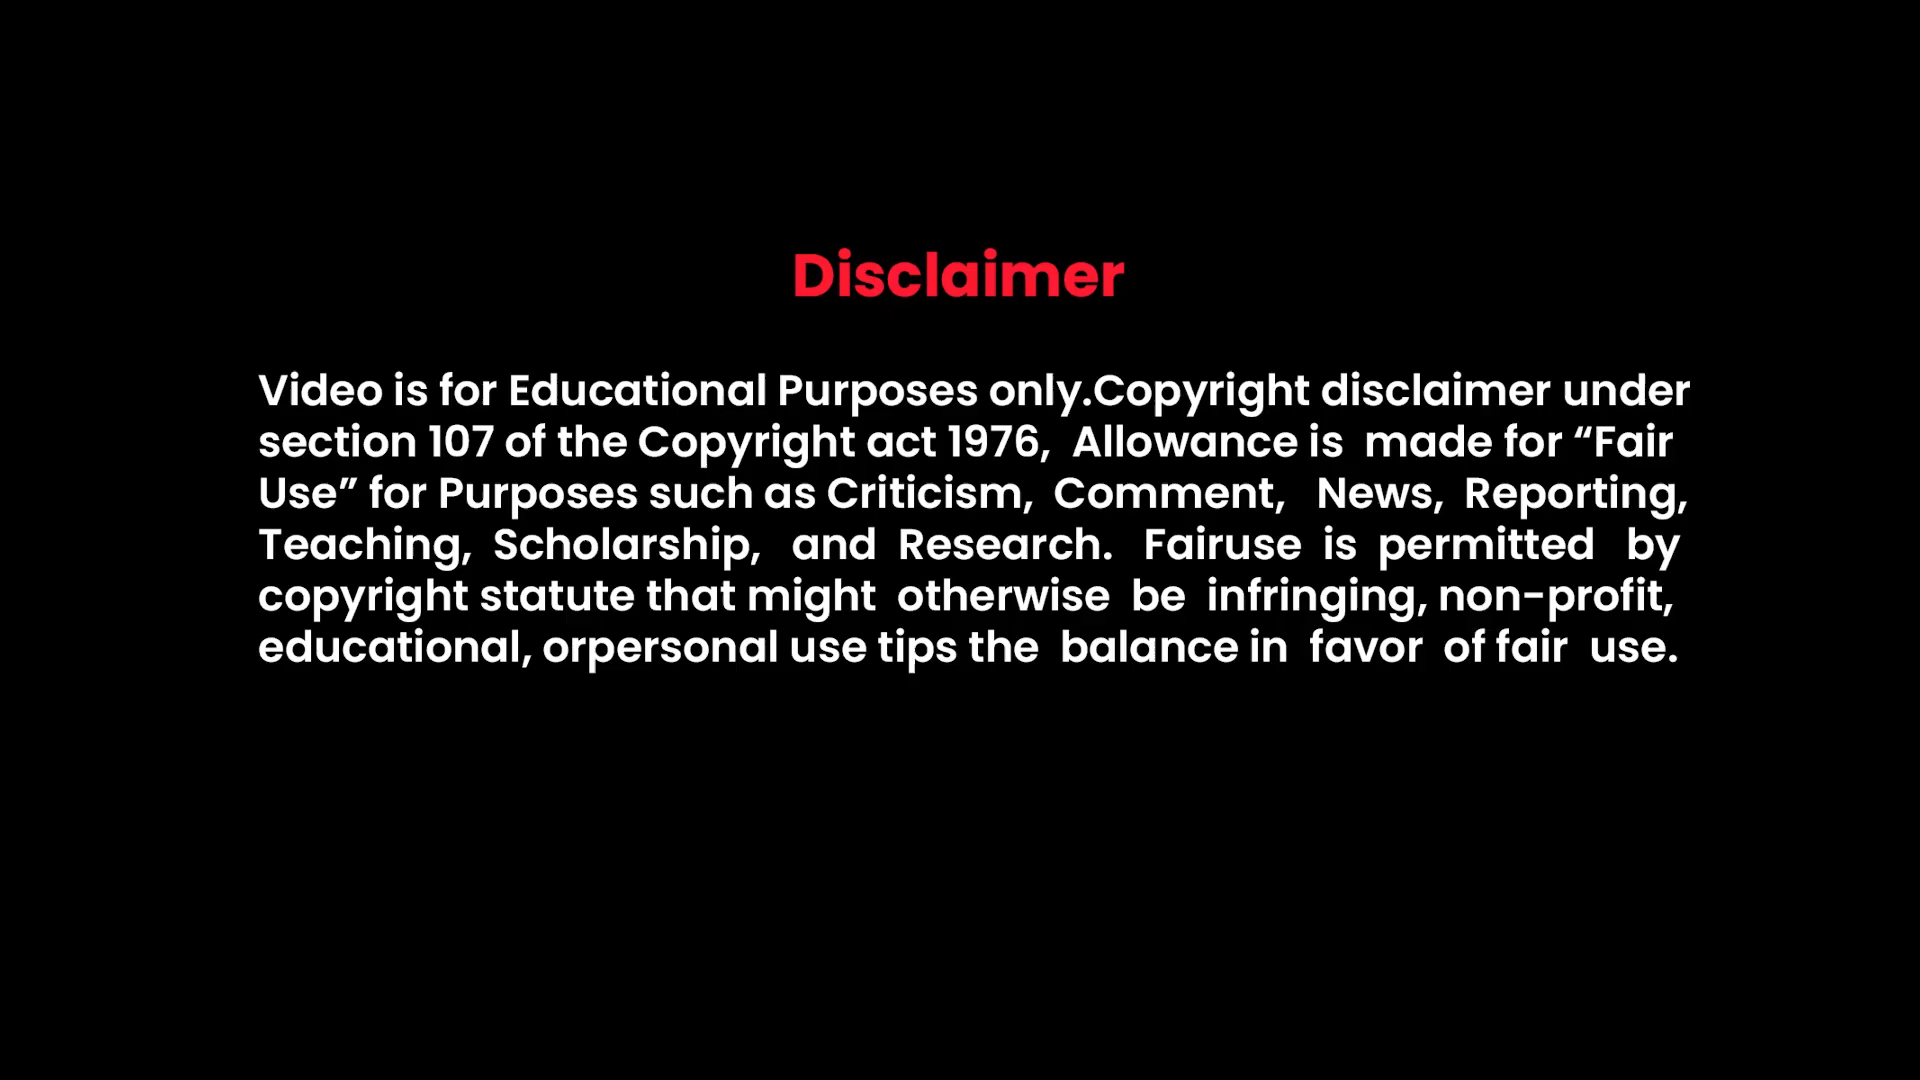 Disclaimer
Video is for Educational Purposes only.Copyright disclaimer under
section 107 of the Copyright act 1976, Allowance is made for “Fair
Use” for Purposes such as Criticism, Comment, News, Reporting,
Teaching, Scholarship, and Research. Fairuse is permitted by
copyright statute that might otherwise be infringing, non-profit,
educational, orpersonal use tips the balance in favor of fair use.